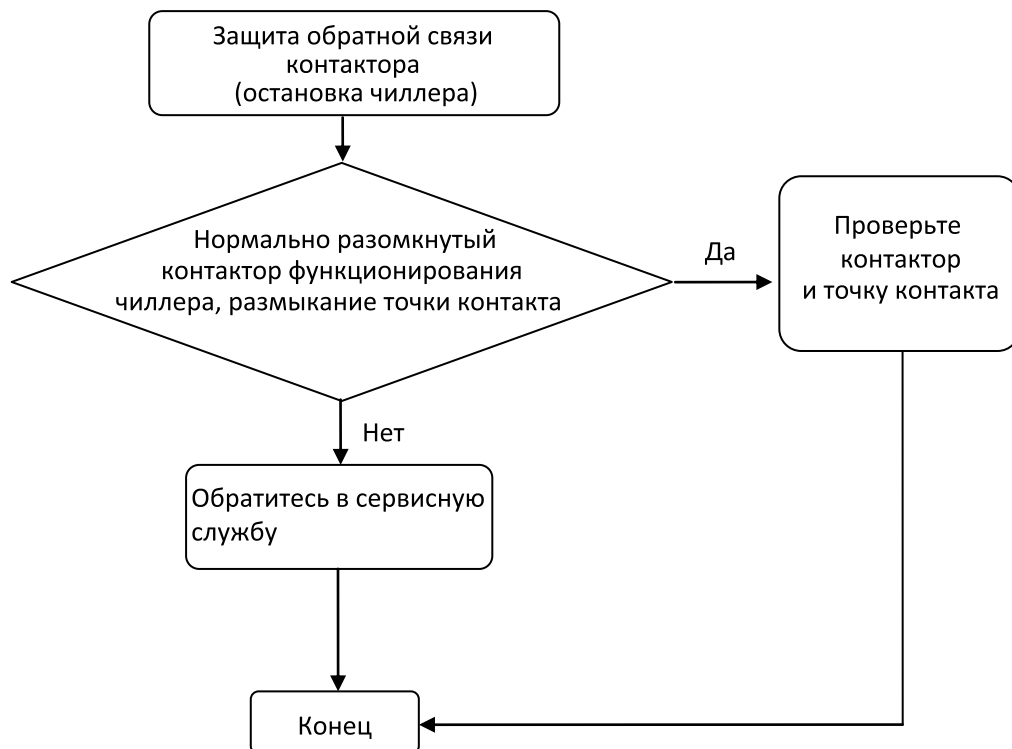 Защита обратной связи
контактора
(остановка чиллера)
Нормально разомкнутый
контактор функционирования
чиллера, размыкание точки контакта
Да
Проверьте
контактор
и точку контакта
Нет
Обратитесь в сервисную
службу
Конец